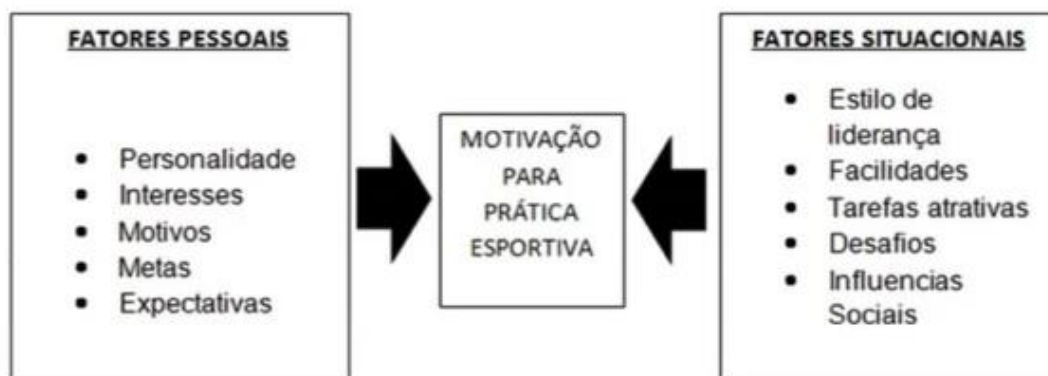 FATORES PESSOAIS
Personalidade
Interesses
Motivos
Metas
Expectativas
MOTIVAÇÃO
PARA
PRÁTICA
ESPORTIVA
FATORES SITUACIONAIS
Estilo de
liderança
Facilidades
Tarefas atrativas
Desafios
Influencias
Sociais